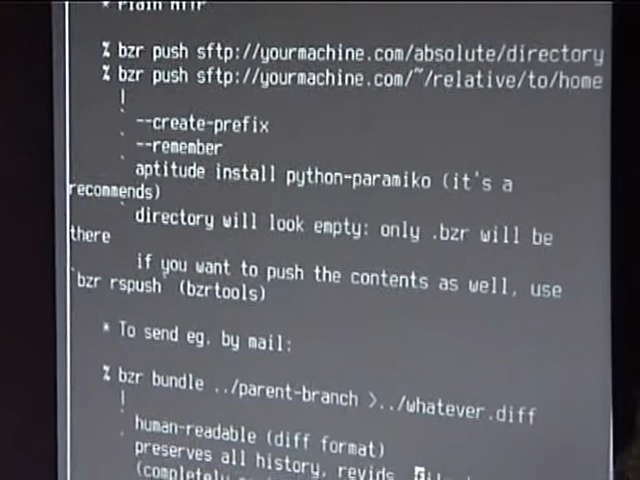 * Plain HTTP
% bzr push sftp://yourmachine.com/absolute/directory
% bzr push sftp://yourmachine.com/~/relative/to/home
|
` --create-prefix
` --remember
` aptitude install python-paramiko (it's a
recommends)
` directory will look empty: only .bzr will be
there
if you want to push the contents as well, use
`bzr rspush` (bzrtools)
* To send eg. by mail:
% bzr bundle ../parent-branch >../whatever.diff
|
` human-readable (diff format)
preserves all history, revids,
(completely